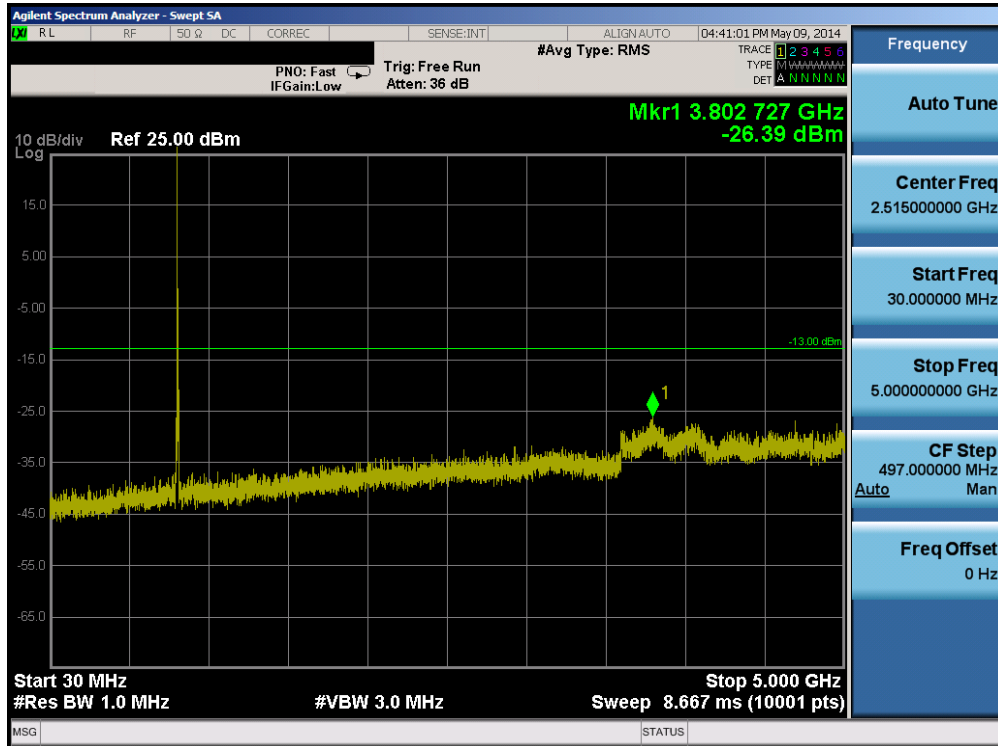 Agilent Spectrum Analyzer - Swept SA
LXI RL RF 50 Ω DC CORREC SENSE:INT ALIGN AUTO 04:41:01 PM May 09, 2014
#Avg Type: RMS TRACE 1 2 3 4 5 6
PNO: Fast Trig: Free Run TYPE M WWWWW
IFGain:Low Atten: 36 dB DET A N N N N N
Mkr1 3.802 727 GHz
-26.39 dBm
10 dB/div Ref 25.00 dBm
Log
15.0
5.00
-5.00
-13.00 dBm
-15.0
1
-25.0
-35.0
-45.0
-55.0
-65.0
Start 30 MHz Stop 5.000 GHz
#Res BW 1.0 MHz #VBW 3.0 MHz Sweep 8.667 ms (10001 pts)
MSG STATUS
Frequency
Auto Tune
Center Freq
2.515000000 GHz
Start Freq
30.000000 MHz
Stop Freq
5.000000000 GHz
CF Step
497.000000 MHz
Auto Man
Freq Offset
0 Hz